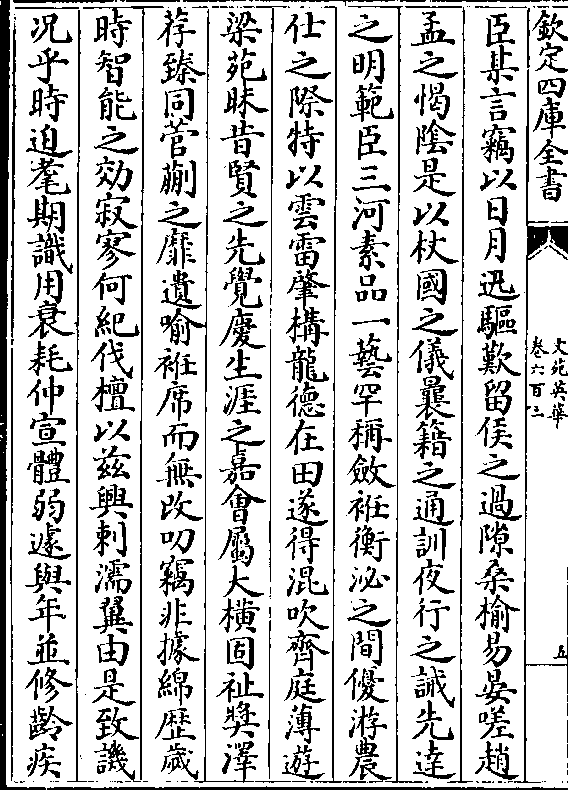 欽定四庫全書
文苑英華
卷六百三
五
臣某言竊以日月迅驅歎留侯之過隙桑榆易晏嗟趙
孟之愒陰是以杖國之儀曩籍之通訓夜行之誡先達
之明範臣三河素品一藝罕稱斂袵衡泌之間優游農
仕之際特以雲雷肇構龍德在田遂得混吹齊庭薄遊
梁苑昧昔賢之先覺慶生涯之嘉會屬大橫固祉奬澤
荐臻同菅蒯之靡遺喻袵席而無改叨竊非據綿歷歲
時智能之効寂寥何紀伐檀以兹興刺濡翼由是致譏
况乎時迫耄期識用衰耗仲宣體弱遽與年並修齡疾